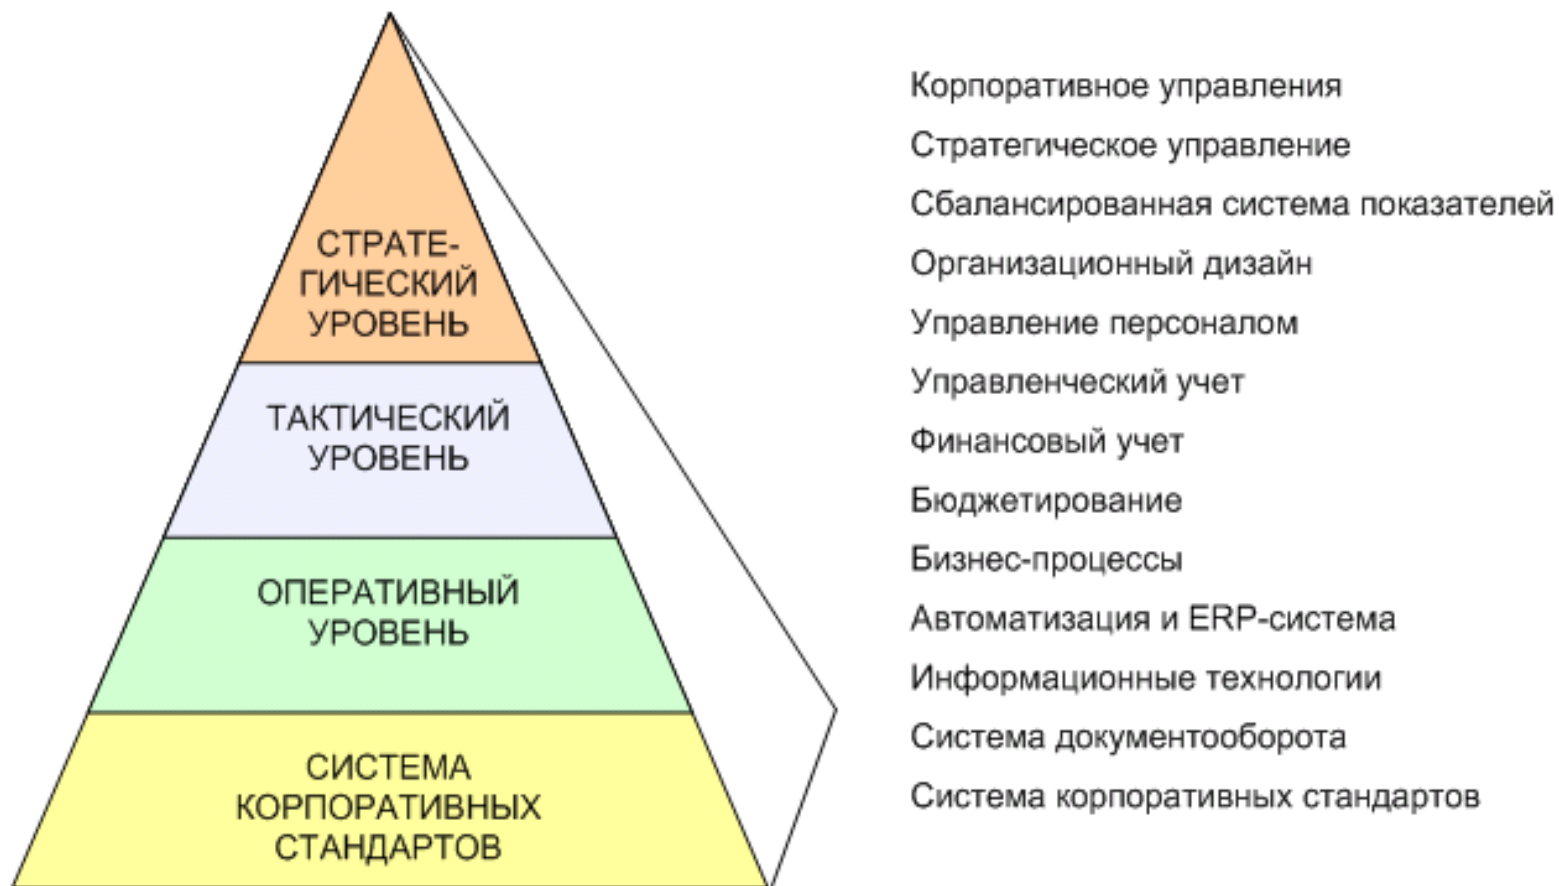 СТРАТЕ-
ГИЧЕСКИЙ
УРОВЕНЬ
ТАКТИЧЕСКИЙ
УРОВЕНЬ
ОПЕРАТИВНЫЙ
УРОВЕНЬ
СИСТЕМА
КОРПОРАТИВНЫХ
СТАНДАРТОВ
Корпоративное управления
Стратегическое управление
Сбалансированная система показателей
Организационный дизайн
Управление персоналом
Управленческий учет
Финансовый учет
Бюджетирование
Бизнес-процессы
Автоматизация и ERP-система
Информационные технологии
Система документооборота
Система корпоративных стандартов